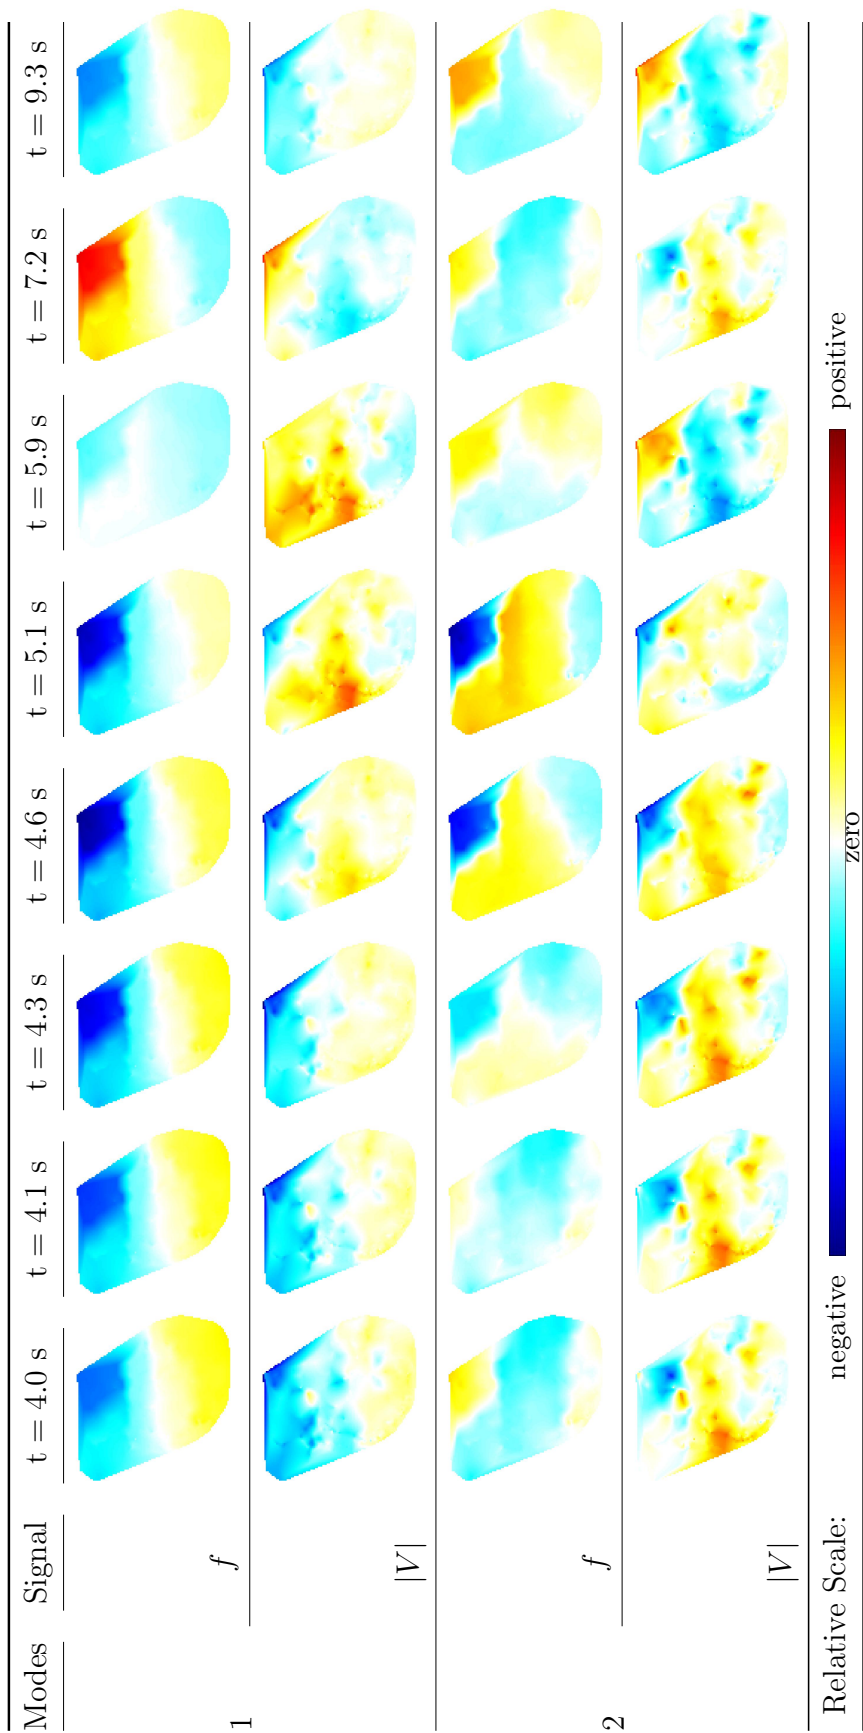 Modes Signal t = 4.0 s t = 4.1 s t = 4.3 s t = 4.6 s t = 5.1 s t = 5.9 s t = 7.2 s t = 9.3 s
1
f
|V|
2
f
|V|
Relative Scale: negative zero positive